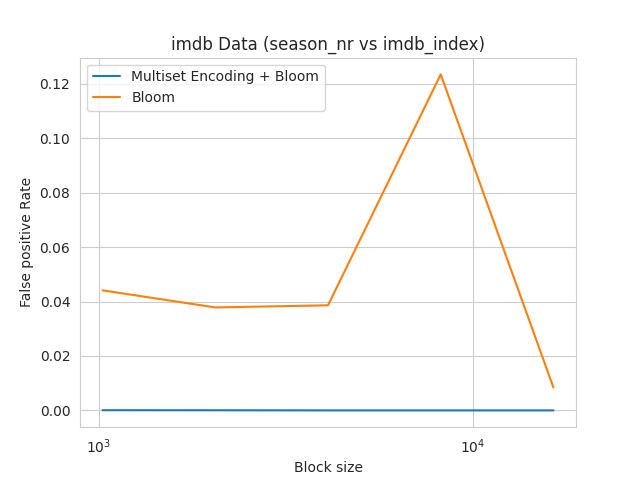 imdb Data (season_nr vs imdb_index)
Multiset Encoding + Bloom
Bloom
False positive Rate
0.12
0.10
0.08
0.06
0.04
0.02
0.00
10³
10⁴
Block size